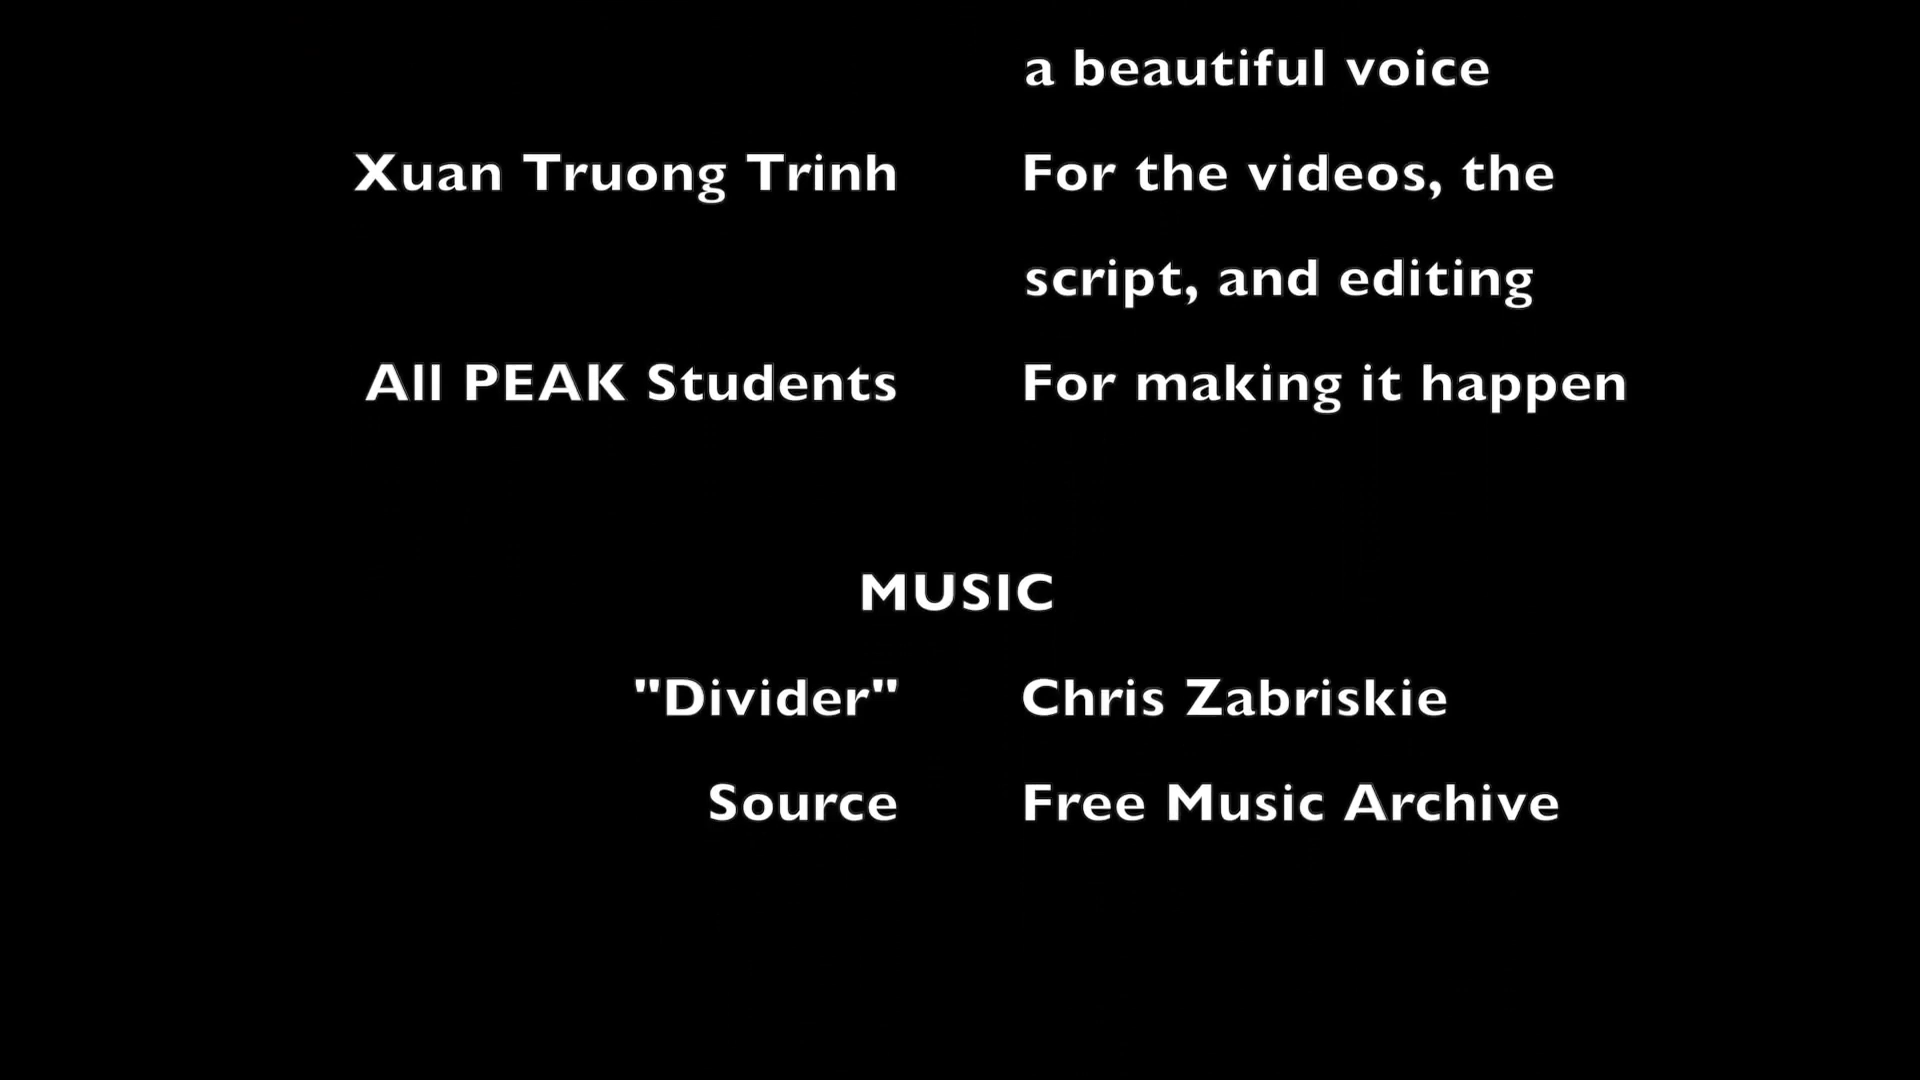 a beautiful voice
Xuan Truong Trinh For the videos, the
script, and editing
All PEAK Students For making it happen
MUSIC
"Divider" Chris Zabriskie
Source Free Music Archive